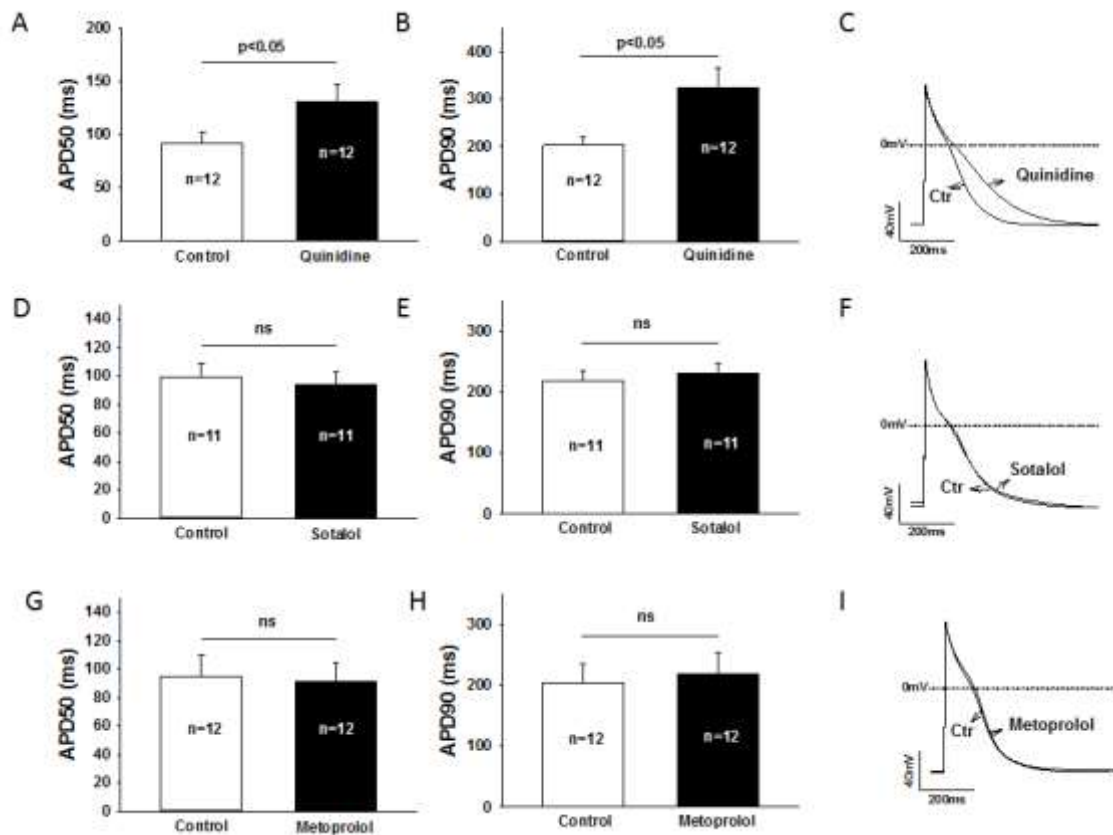 A
APD50 (ms)
200
150
100
50
0
p<0.05
n=12
n=12
Control
Quinidine
B
APD90 (ms)
400
300
200
100
0
p<0.05
n=12
n=12
Control
Quinidine
C
0mV
Ctr
Quinidine
40mV
200ms
D
APD50 (ms)
140
120
100
80
60
40
20
0
ns
n=11
n=11
Control
Sotalol
E
APD90 (ms)
300
200
100
0
ns
n=11
n=11
Control
Sotalol
F
0mV
Ctr
Sotalol
40mV
200ms
G
APD50 (ms)
140
120
100
80
60
40
20
0
ns
n=12
n=12
Control
Metoprolol
H
APD90 (ms)
300
200
100
0
ns
n=12
n=12
Control
Metoprolol
I
0mV
Ctr
Metoprolol
40mV
200ms